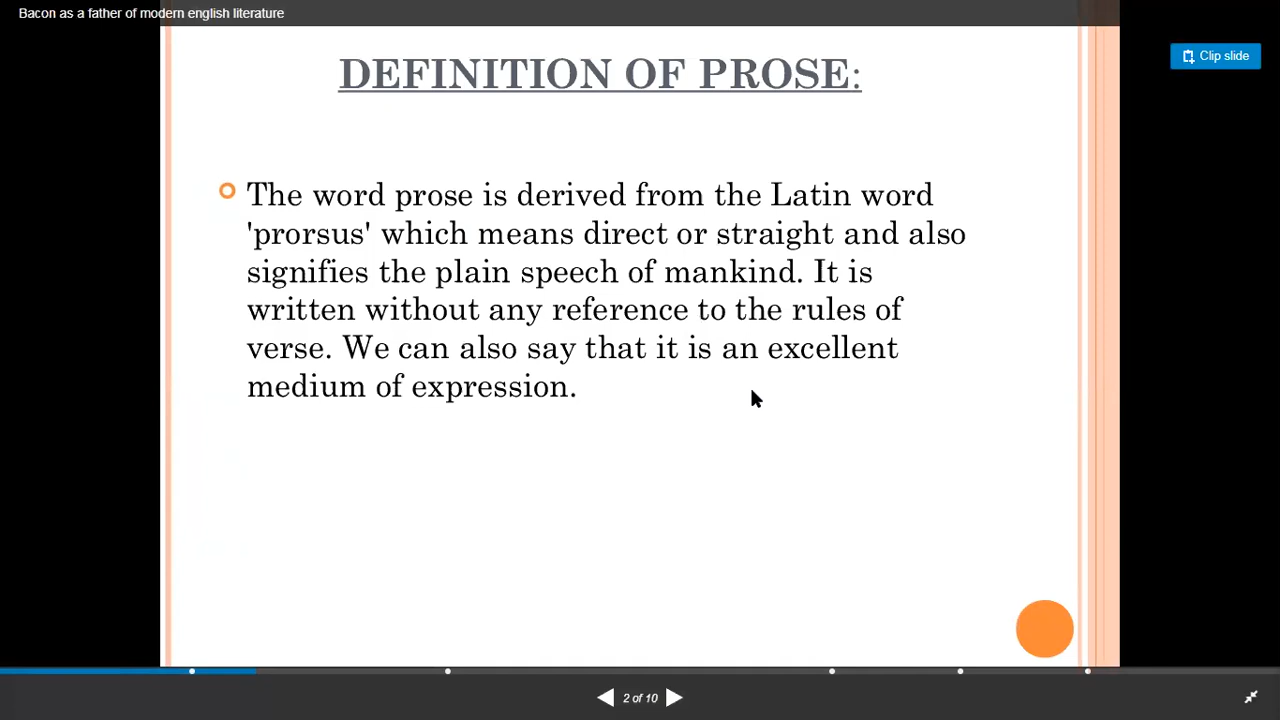 Bacon as a father of modern english literature
Clip slide
DEFINITION OF PROSE:
The word prose is derived from the Latin word
'prorsus' which means direct or straight and also
signifies the plain speech of mankind. It is
written without any reference to the rules of
verse. We can also say that it is an excellent
medium of expression.
2 of 10